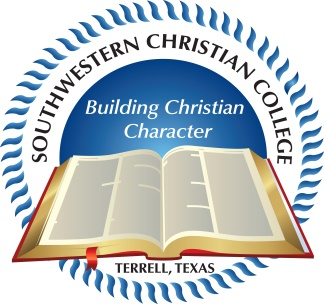 SOUTHWESTERN CHRISTIAN COLLEGE
Building Christian
Character
TERRELL, TEXAS